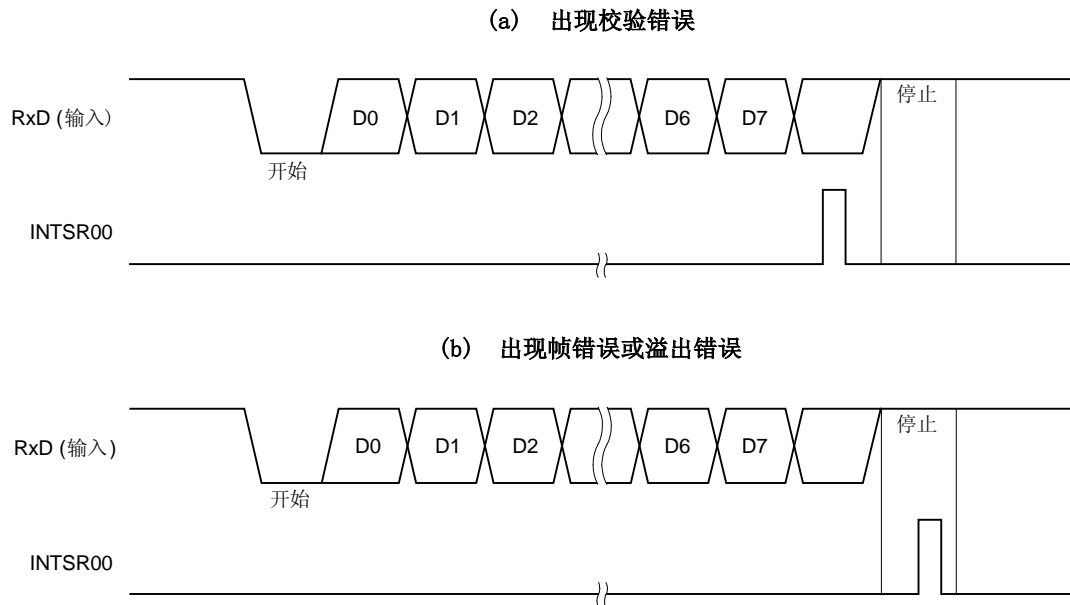 (a) 出现校验错误
RxD (输入)
D0 D1 D2 D6 D7 停止
开始
INTSR00
(b) 出现帧错误或溢出错误
RxD (输入)
D0 D1 D2 D6 D7 停止
开始
INTSR00